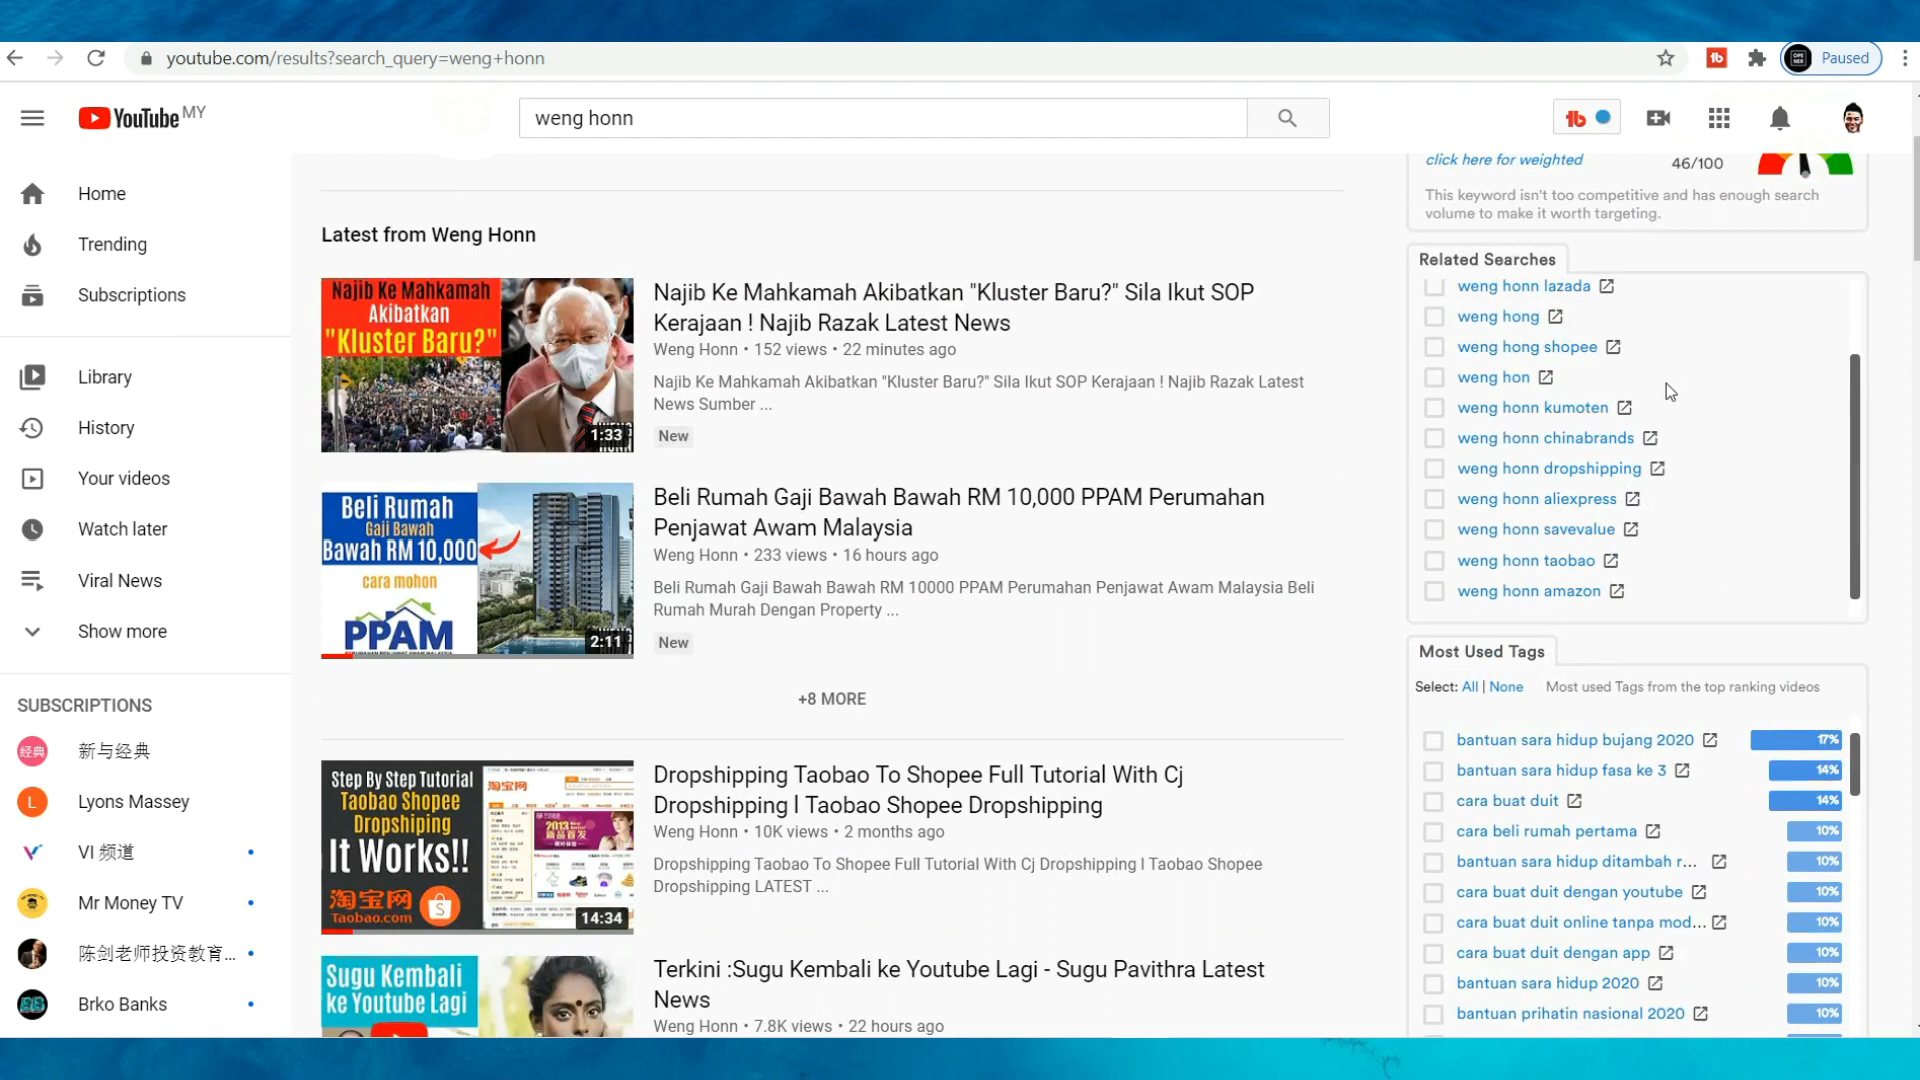 youtube.com/results?search_query=weng+honn
Paused
YouTube MY
weng honn
Home
Trending
Subscriptions
Library
History
Your videos
Watch later
Viral News
Show more
SUBSCRIPTIONS
经典 新与经典
L Lyons Massey
VI 频道
Mr Money TV
陈剑老师投资教育...
Brko Banks
Latest from Weng Honn
Najib Ke Mahkamah
Akibatkan
"Kluster Baru?"
1:33
Najib Ke Mahkamah Akibatkan "Kluster Baru?" Sila Ikut SOP
Kerajaan ! Najib Razak Latest News
Weng Honn • 152 views • 22 minutes ago
Najib Ke Mahkamah Akibatkan "Kluster Baru?" Sila Ikut SOP Kerajaan ! Najib Razak Latest
News Sumber ...
New
Beli Rumah
Gaji Bawah
Bawah RM 10,000
cara mohon
PPAM
2:11
Beli Rumah Gaji Bawah Bawah RM 10,000 PPAM Perumahan
Penjawat Awam Malaysia
Weng Honn • 233 views • 16 hours ago
Beli Rumah Gaji Bawah Bawah RM 10000 PPAM Perumahan Penjawat Awam Malaysia Beli
Rumah Murah Dengan Property ...
New
+8 MORE
Step By Step Tutorial
Taobao Shopee
Dropshiping
It Works!!
淘宝网
Taobao.com
淘宝网
2013
14:34
Dropshipping Taobao To Shopee Full Tutorial With Cj
Dropshipping l Taobao Shopee Dropshipping
Weng Honn • 10K views • 2 months ago
Dropshipping Taobao To Shopee Full Tutorial With Cj Dropshipping l Taobao Shopee
Dropshipping LATEST ...
Sugu Kembali
ke Youtube Lagi
Terkini :Sugu Kembali ke Youtube Lagi - Sugu Pavithra Latest
News
Weng Honn • 7.8K views • 22 hours ago
click here for weighted
46/100
This keyword isn't too competitive and has enough search
volume to make it worth targeting.
Related Searches
weng honn lazada
weng hong
weng hong shopee
weng hon
weng honn kumoten
weng honn chinabrands
weng honn dropshipping
weng honn aliexpress
weng honn savevalue
weng honn taobao
weng honn amazon
Most Used Tags
Select: All | None Most used Tags from the top ranking videos
bantuan sara hidup bujang 2020 17%
bantuan sara hidup fasa ke 3 14%
cara buat duit 14%
cara beli rumah pertama 10%
bantuan sara hidup ditambah r... 10%
cara buat duit dengan youtube 10%
cara buat duit online tanpa mod... 10%
cara buat duit dengan app 10%
bantuan sara hidup 2020 10%
bantuan prihatin nasional 2020 10%